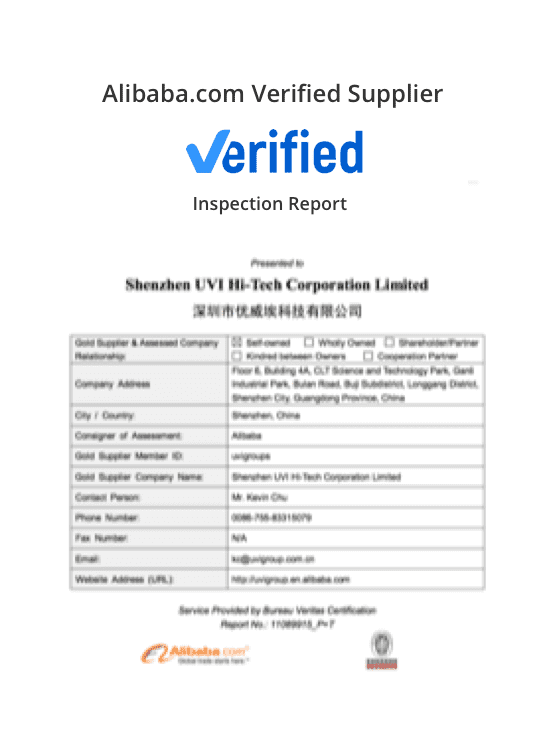 Alibaba.com Verified Supplier
Verified
Inspection Report
Presented to
Shenzhen UVI Hi-Tech Corporation Limited
深圳市优威埃科技有限公司
Gold Supplier & Assessed Company Relationship:
Self-owned Wholly Owned Shareholder/Partner
Kindred between Owners Cooperation Partner
Company Address
Floor 6, Building 4A, CLT Science and Technology Park, Ganli
Industrial Park, Bulan Road, Buji Subdistrict, Longgang District,
Shenzhen City, Guangdong Province, China
City / Country: Shenzhen, China
Consigner of Assessment: Alibaba
Gold Supplier Member ID: uvigroups
Gold Supplier Company Name: Shenzhen UVI Hi-Tech Corporation Limited
Contact Person: Mr. Kevin Chu
Phone Number: 0086-755-83315079
Fax Number: N/A
Email: kc@uvigroup.com.cn
Website Address (URL): http://uvigroup.en.alibaba.com
Service Provided by Bureau Veritas Certification
Report No.: 11089915_P+T
Alibaba.com
Global trade starts here.